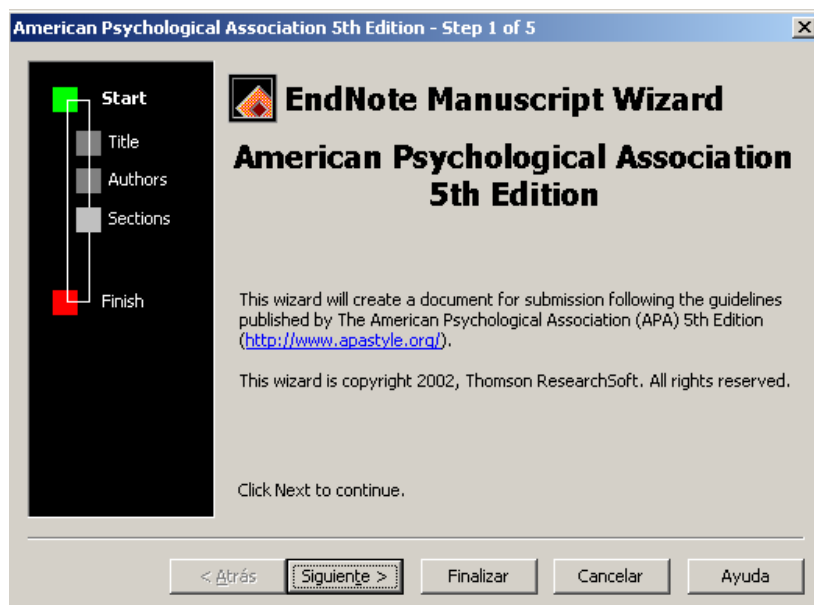 American Psychological Association 5th Edition - Step 1 of 5
Start
Title
Authors
Sections
Finish
EndNote Manuscript Wizard
American Psychological Association
5th Edition
This wizard will create a document for submission following the guidelines
published by The American Psychological Association (APA) 5th Edition
(http://www.apastyle.org/).
This wizard is copyright 2002, Thomson ResearchSoft. All rights reserved.
Click Next to continue.
< Atrás
Siguiente >
Finalizar
Cancelar
Ayuda